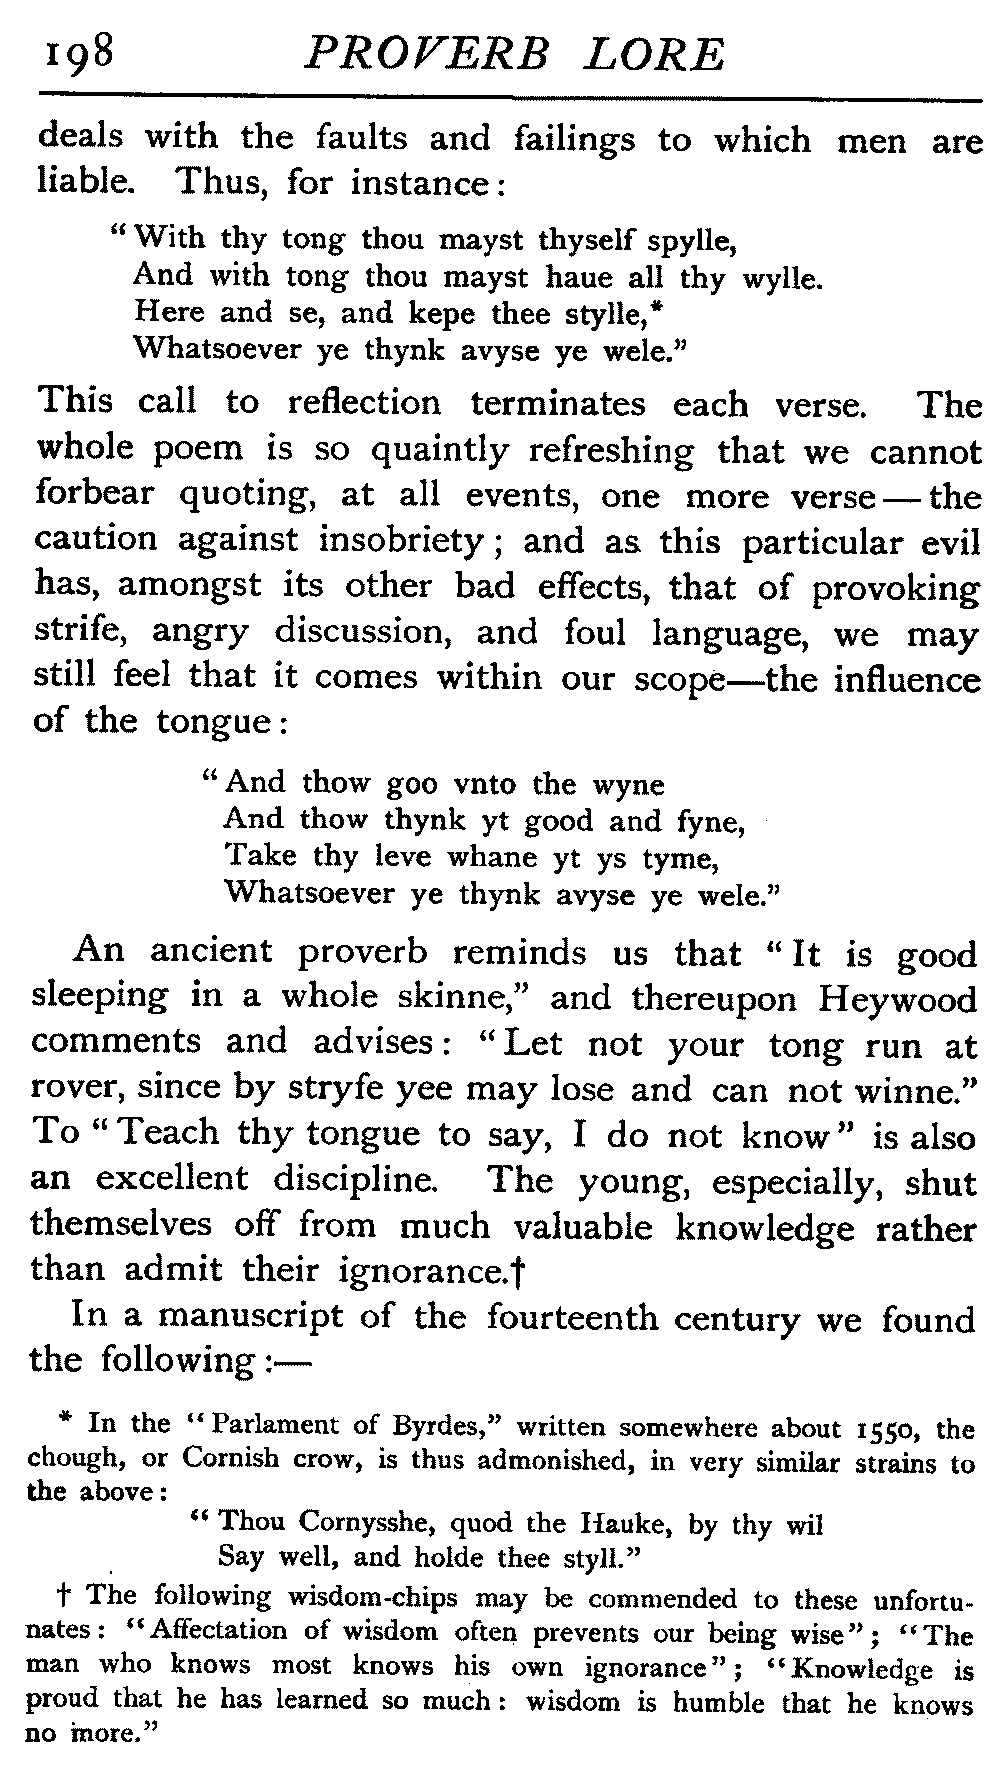 198 PROVERB LORE
deals with the faults and failings to which men are
liable. Thus, for instance:
“With thy tong thou mayst thyself spylle,
And with tong thou mayst haue all thy wylle.
Here and se, and kepe thee stylle,*
Whatsoever ye thynk avyse ye wele.”
This call to reflection terminates each verse. The
whole poem is so quaintly refreshing that we cannot
forbear quoting, at all events, one more verse—the
caution against insobriety; and as this particular evil
has, amongst its other bad effects, that of provoking
strife, angry discussion, and foul language, we may
still feel that it comes within our scope—the influence
of the tongue:
“And thow goo vnto the wyne
And thow thynk yt good and fyne,
Take thy leve whane yt ys tyme,
Whatsoever ye thynk avyse ye wele.”
An ancient proverb reminds us that “It is good
sleeping in a whole skinne,” and thereupon Heywood
comments and advises: “Let not your tong run at
rover, since by stryfe yee may lose and can not winne.”
To “Teach thy tongue to say, I do not know” is also
an excellent discipline. The young, especially, shut
themselves off from much valuable knowledge rather
than admit their ignorance.†
In a manuscript of the fourteenth century we found
the following:—
* In the “Parlament of Byrdes,” written somewhere about 1550, the
chough, or Cornish crow, is thus admonished, in very similar strains to
the above:
“Thou Cornysshe, quod the Hauke, by thy wil
Say well, and holde thee styll.”
† The following wisdom-chips may be commended to these unfortu-
nates: “Affectation of wisdom often prevents our being wise”; “The
man who knows most knows his own ignorance”; “Knowledge is
proud that he has learned so much: wisdom is humble that he knows
no more.”